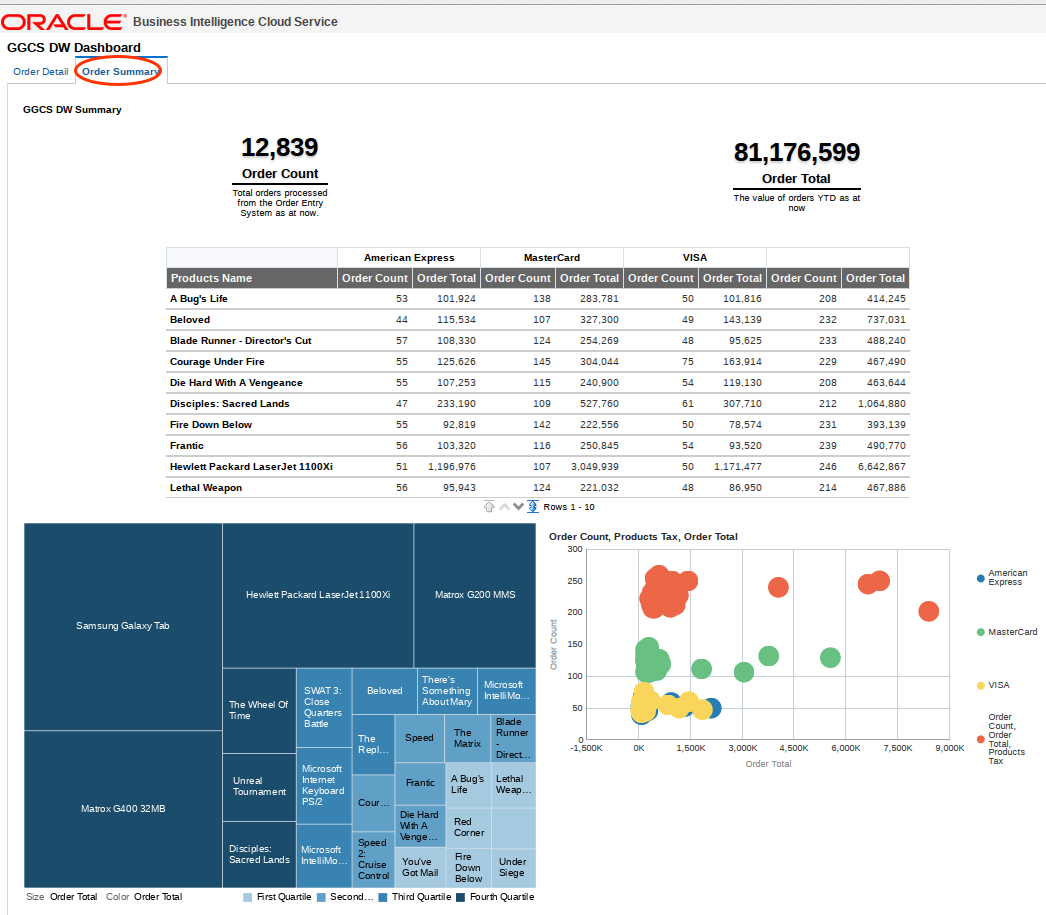 ORACLE® Business Intelligence Cloud Service
GGCS DW Dashboard
Order Detail Order Summary
GGCS DW Summary
12,839
Order Count
Total orders processed
from the Order Entry
System as at now.
81,176,599
Order Total
The value of orders YTD as at
now
American Express MasterCard VISA
Products Name Order Count Order Total Order Count Order Total Order Count Order Total Order Count Order Total
A Bug's Life 53 101,924 138 283,781 50 101,816 208 414,245
Beloved 44 115,534 107 327,300 49 143,139 232 737,031
Blade Runner - Director's Cut 57 108,330 124 254,269 48 95,625 233 488,240
Courage Under Fire 55 125,626 145 304,044 75 163,914 229 467,490
Die Hard With A Vengeance 55 107,253 115 240,900 54 119,130 208 463,644
Disciples: Sacred Lands 47 233,190 109 527,760 61 307,710 212 1,064,880
Fire Down Below 55 92,819 142 222,556 50 78,574 231 393,139
Frantic 56 103,320 116 250,845 54 93,520 239 490,770
Hewlett Packard LaserJet 1100Xi 51 1,196,976 107 3,049,939 50 1,171,477 246 6,642,867
Lethal Weapon 56 95,943 124 221,032 48 86,950 214 467,886
Rows 1 - 10
Samsung Galaxy Tab
Matrox G400 32MB
Hewlett Packard LaserJet 1100Xi
Matrox G200 MMS
The Wheel Of
Time
Unreal
Tournament
Disciples:
Sacred Lands
SWAT 3:
Close
Quarters
Battle
Microsoft
Internet
Keyboard
PS/2
Microsoft
IntelliMo...
Beloved
There's
Something
About Mary
Microsoft
IntelliMo...
The
Repl...
Cour...
Speed
2:
Cruise
Control
Speed
The
Matrix
Blade
Runner
-
Direct...
Frantic
Die Hard
With A
Venge...
You've
Got Mail
A Bug's
Life
Lethal
Weap...
Red
Corner
Fire
Down
Below
Under
Siege
Size Order Total Color Order Total First Quartile Second... Third Quartile Fourth Quartile
Order Count, Products Tax, Order Total
300
250
200
150
100
50
0
Order Count
-1,500K 0K 1,500K 3,000K 4,500K 6,000K 7,500K 9,000K
Order Total
American
Express
MasterCard
VISA
Order
Count,
Order
Total,
Products
Tax